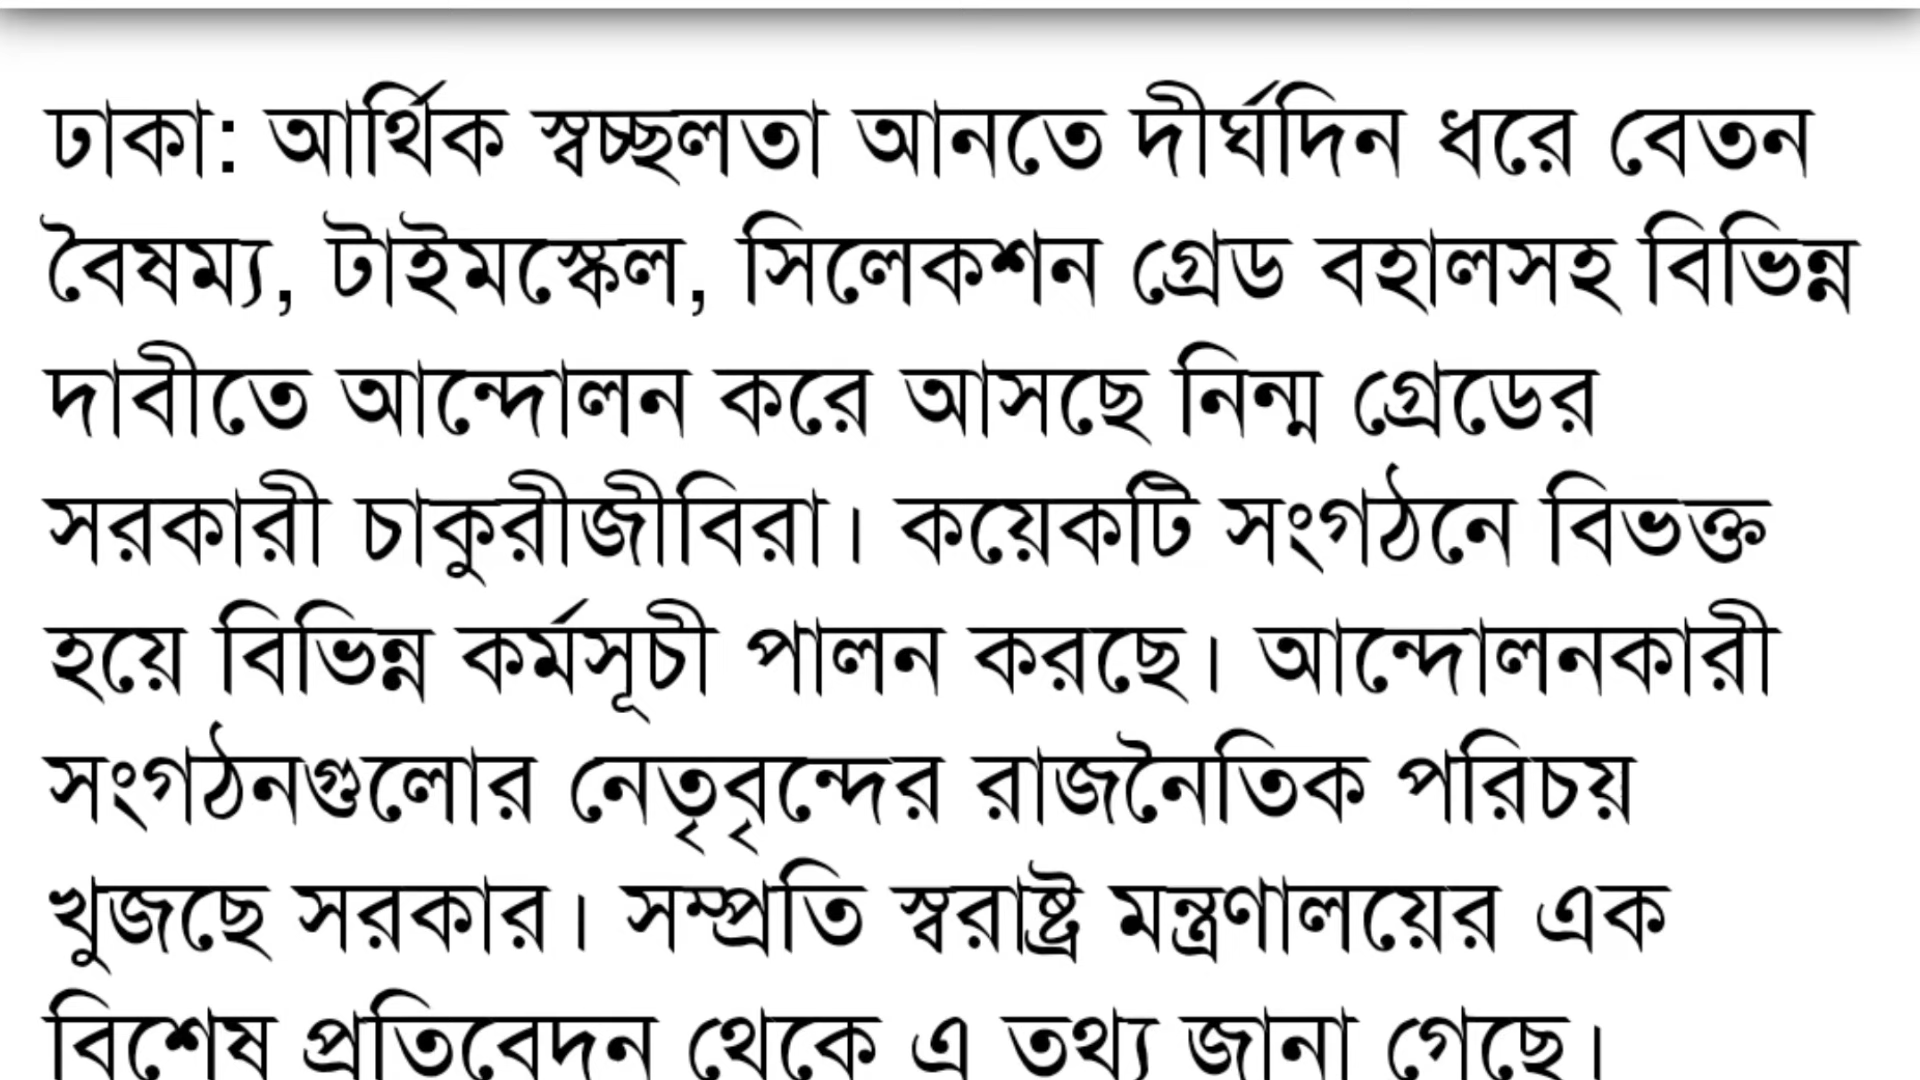 ঢাকা: আর্থিক স্বচ্ছলতা আনতে দীর্ঘদিন ধরে বেতন
বৈষম্য, টাইমস্কেল, সিলেকশন গ্রেড বহালসহ বিভিন্ন
দাবীতে আন্দোলন করে আসছে নিন্ম গ্রেডের
সরকারী চাকুরীজীবিরা। কয়েকটি সংগঠনে বিভক্ত
হয়ে বিভিন্ন কর্মসূচী পালন করছে। আন্দোলনকারী
সংগঠনগুলোর নেতৃবৃন্দের রাজনৈতিক পরিচয়
খুজছে সরকার। সম্প্রতি স্বরাষ্ট্র মন্ত্রণালয়ের এক
বিশেষ প্রতিবেদন থেকে এ তথ্য জানা গেছে।